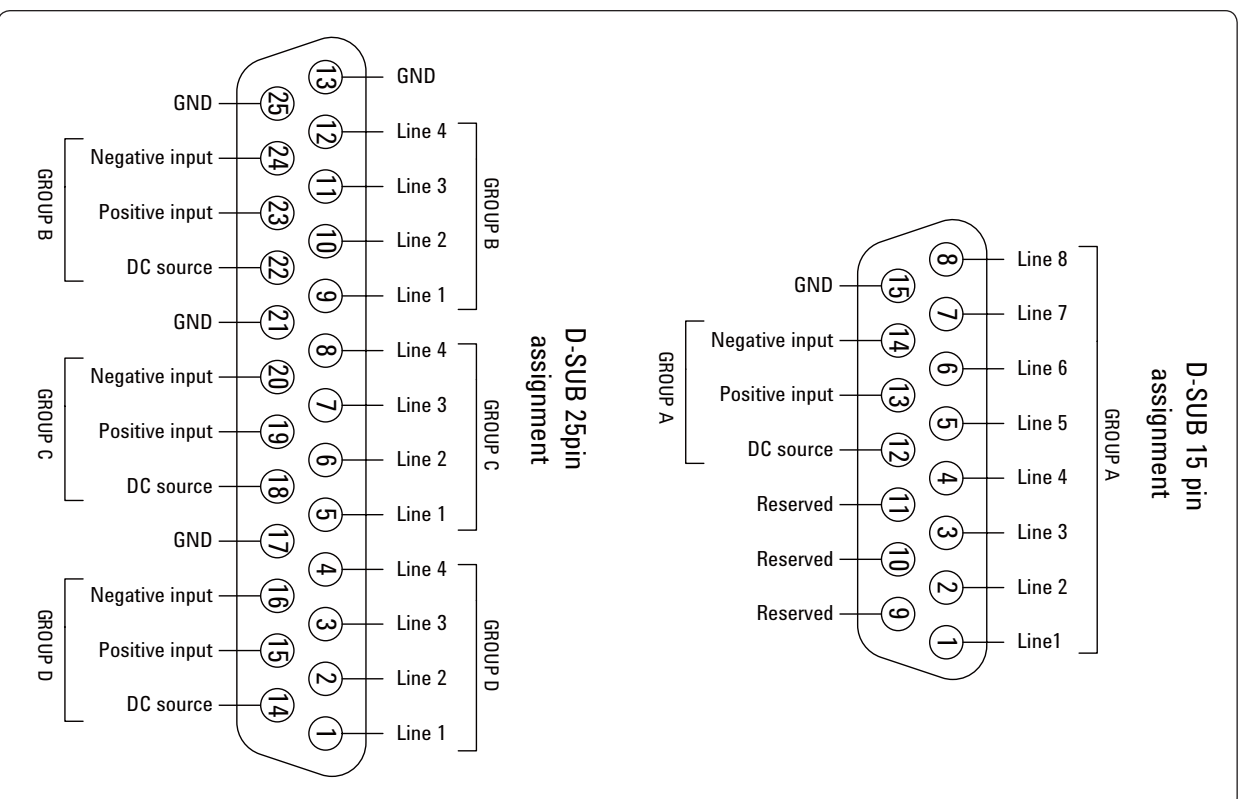 D-SUB 25pin
assignment
GND
13
25
GND
12
Line 4
Negative input
24
11
Line 3
Positive input
23
10
Line 2
DC source
22
9
Line 1
GROUP B
GROUP B
GND
21
8
Line 4
Negative input
20
7
Line 3
Positive input
19
6
Line 2
DC source
18
5
Line 1
GROUP C
GROUP C
GND
17
4
Line 4
Negative input
16
3
Line 3
Positive input
15
2
Line 2
DC source
14
1
Line 1
GROUP D
GROUP D
D-SUB 15 pin
assignment
8
Line 8
GND
15
7
Line 7
Negative input
14
6
Line 6
Positive input
13
5
Line 5
DC source
12
4
Line 4
Reserved
11
3
Line 3
Reserved
10
2
Line 2
Reserved
9
1
Line1
GROUP A
GROUP A